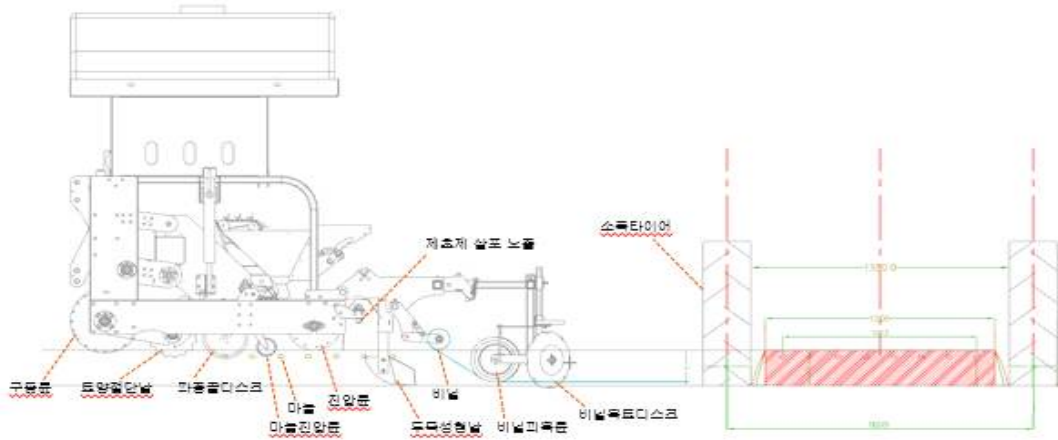 제초제 살포 노즐
소폭타이어
구동륜
토양절단날
파종골디스크
마늘
마늘진압륜
진압륜
두둑성형날
비닐
비닐피복륜
비닐복토디스크